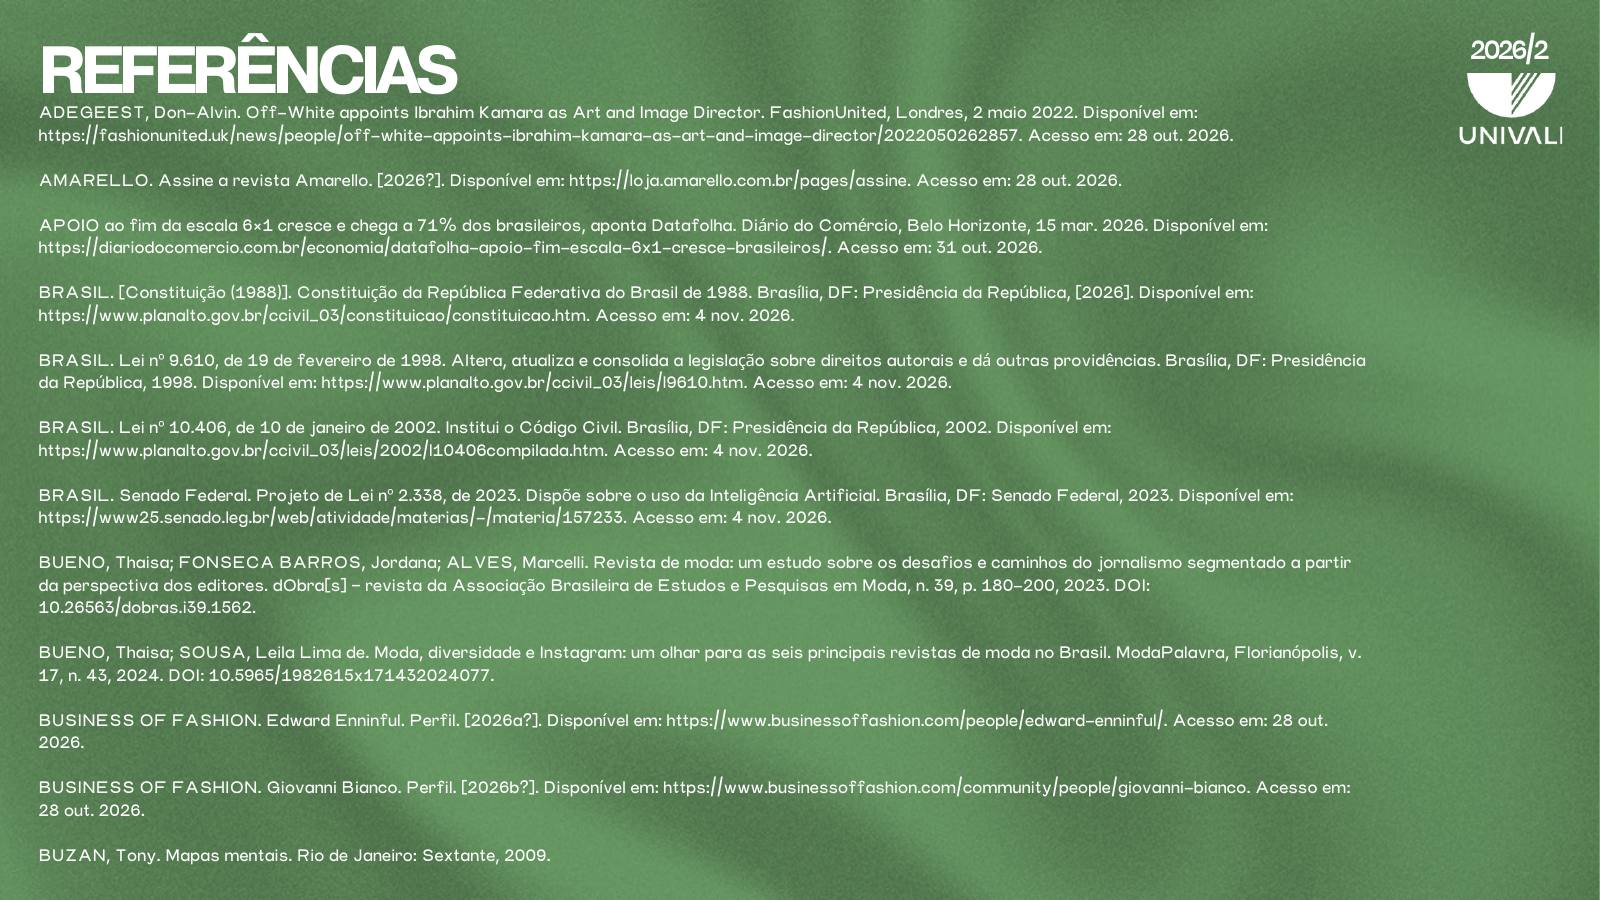 REFERÊNCIAS
2026/2
UNIVALI
ADEGEEST, Don-Alvin. Off-White appoints Ibrahim Kamara as Art and Image Director. FashionUnited, Londres, 2 maio 2022. Disponível em:
https://fashionunited.uk/news/people/off-white-appoints-ibrahim-kamara-as-art-and-image-director/2022050262857. Acesso em: 28 out. 2026.
AMARELLO. Assine a revista Amarello. [2026?]. Disponível em: https://loja.amarello.com.br/pages/assine. Acesso em: 28 out. 2026.
APOIO ao fim da escala 6×1 cresce e chega a 71% dos brasileiros, aponta Datafolha. Diário do Comércio, Belo Horizonte, 15 mar. 2026. Disponível em:
https://diariodocomercio.com.br/economia/datafolha-apoio-fim-escala-6x1-cresce-brasileiros/. Acesso em: 31 out. 2026.
BRASIL. [Constituição (1988)]. Constituição da República Federativa do Brasil de 1988. Brasília, DF: Presidência da República, [2026]. Disponível em:
https://www.planalto.gov.br/ccivil_03/constituicao/constituicao.htm. Acesso em: 4 nov. 2026.
BRASIL. Lei nº 9.610, de 19 de fevereiro de 1998. Altera, atualiza e consolida a legislação sobre direitos autorais e dá outras providências. Brasília, DF: Presidência
da República, 1998. Disponível em: https://www.planalto.gov.br/ccivil_03/leis/l9610.htm. Acesso em: 4 nov. 2026.
BRASIL. Lei nº 10.406, de 10 de janeiro de 2002. Institui o Código Civil. Brasília, DF: Presidência da República, 2002. Disponível em:
https://www.planalto.gov.br/ccivil_03/leis/2002/l10406compilada.htm. Acesso em: 4 nov. 2026.
BRASIL. Senado Federal. Projeto de Lei nº 2.338, de 2023. Dispõe sobre o uso da Inteligência Artificial. Brasília, DF: Senado Federal, 2023. Disponível em:
https://www25.senado.leg.br/web/atividade/materias/-/materia/157233. Acesso em: 4 nov. 2026.
BUENO, Thaisa; FONSECA BARROS, Jordana; ALVES, Marcelli. Revista de moda: um estudo sobre os desafios e caminhos do jornalismo segmentado a partir
da perspectiva dos editores. dObra[s] – revista da Associação Brasileira de Estudos e Pesquisas em Moda, n. 39, p. 180–200, 2023. DOI:
10.26563/dobras.i39.1562.
BUENO, Thaisa; SOUSA, Leila Lima de. Moda, diversidade e Instagram: um olhar para as seis principais revistas de moda no Brasil. ModaPalavra, Florianópolis, v.
17, n. 43, 2024. DOI: 10.5965/1982615x171432024077.
BUSINESS OF FASHION. Edward Enninful. Perfil. [2026a?]. Disponível em: https://www.businessoffashion.com/people/edward-enninful/. Acesso em: 28 out.
2026.
BUSINESS OF FASHION. Giovanni Bianco. Perfil. [2026b?]. Disponível em: https://www.businessoffashion.com/community/people/giovanni-bianco. Acesso em:
28 out. 2026.
BUZAN, Tony. Mapas mentais. Rio de Janeiro: Sextante, 2009.